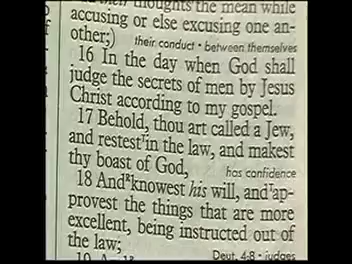 thoughts the mean while
accusing or else excusing one an-
other;) their conduct • between themselves
16 In the day when God shall
judge the secrets of men by Jesus
Christ according to my gospel.
17 Behold, thou art called a Jew,
and restest in the law, and makest
thy boast of God, has confidence
18 And knowest his will, and ap-
provest the things that are more
excellent, being instructed out of
the law; Deut. 4:8 • judges